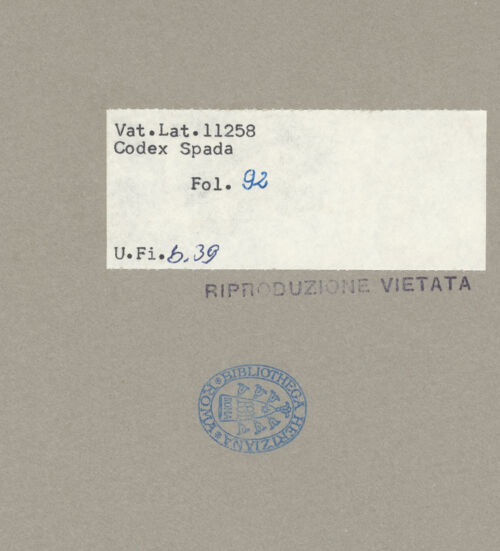 Vat.Lat.11258
Codex Spada
Fol. 92
U.Fi.b.39
RIPRODUZIONE VIETATA
BIBLIOTHECA HERTZIANA * ROMA *